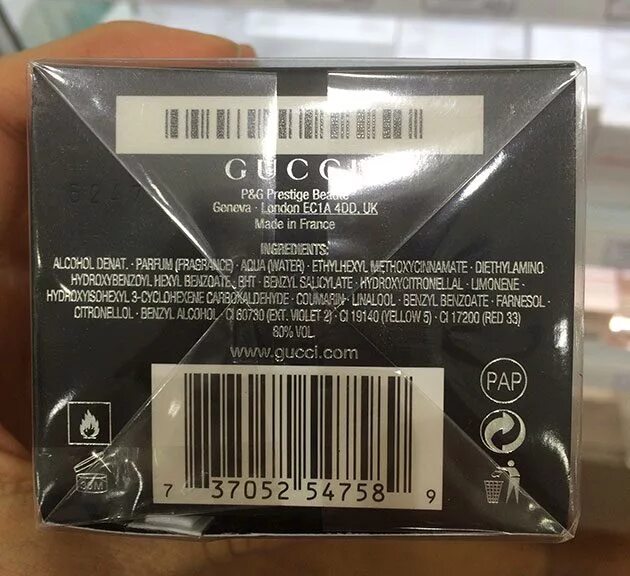 GUCCI
P&G Prestige Beauté
Geneva · London EC1A 4DD, UK
Made in France
INGREDIENTS:
ALCOHOL DENAT. · PARFUM (FRAGRANCE) · AQUA (WATER) · ETHYLHEXYL METHOXYCINNAMATE · DIETHYLAMINO
HYDROXYBENZOYL HEXYL BENZOATE · BHT · BENZYL SALICYLATE · HYDROXYCITRONELLAL · LIMONENE ·
HYDROXYISOHEXYL 3-CYCLOHEXENE CARBOXALDEHYDE · COUMARIN · LINALOOL · BENZYL BENZOATE · FARNESOL ·
CITRONELLOL · BENZYL ALCOHOL · CI 60730 (EXT. VIOLET 2) · CI 19140 (YELLOW 5) · CI 17200 (RED 33)
80% VOL.
www.gucci.com
PAP
36M
7 37052 54758 9